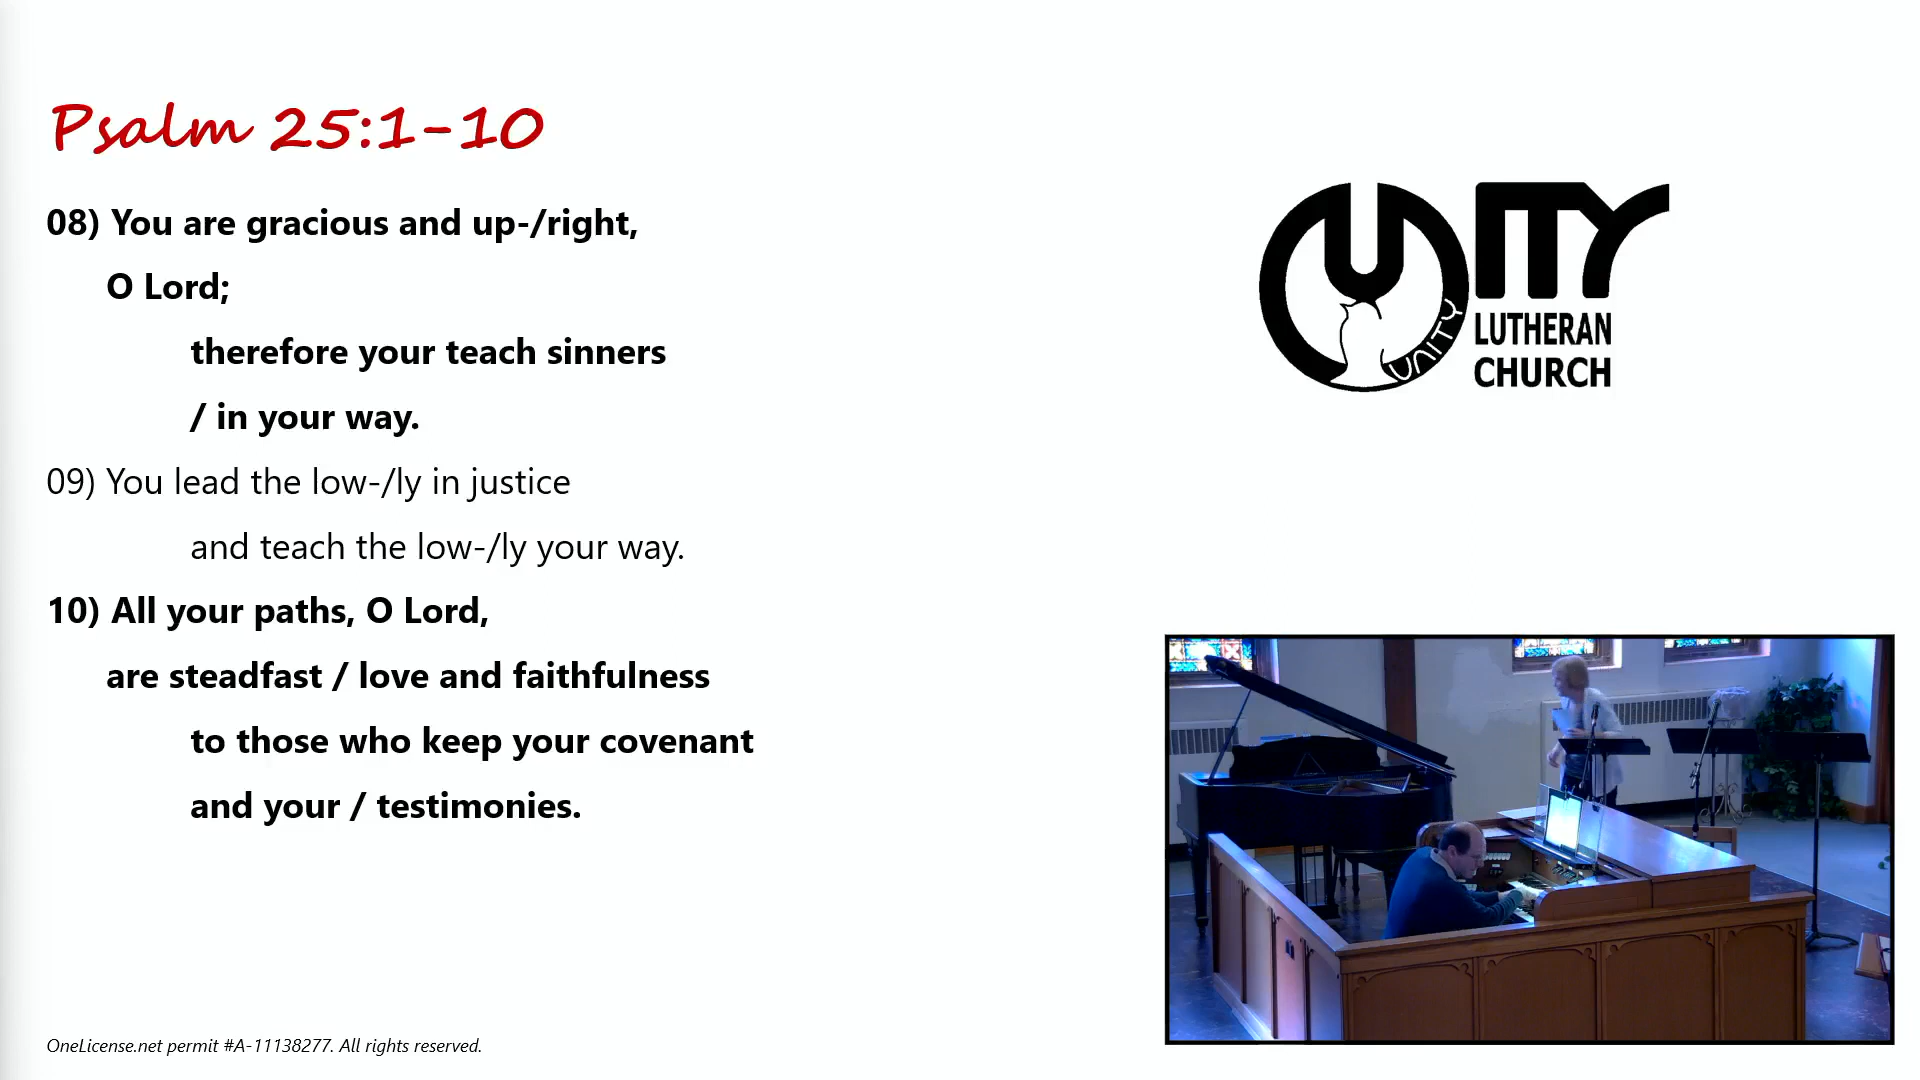 Psalm 25:1-10
08) You are gracious and up-/right,
O Lord;
therefore your teach sinners
/ in your way.
09) You lead the low-/ly in justice
and teach the low-/ly your way.
10) All your paths, O Lord,
are steadfast / love and faithfulness
to those who keep your covenant
and your / testimonies.
OneLicense.net permit #A-11138277. All rights reserved.
UNITY
UNITY
LUTHERAN
CHURCH